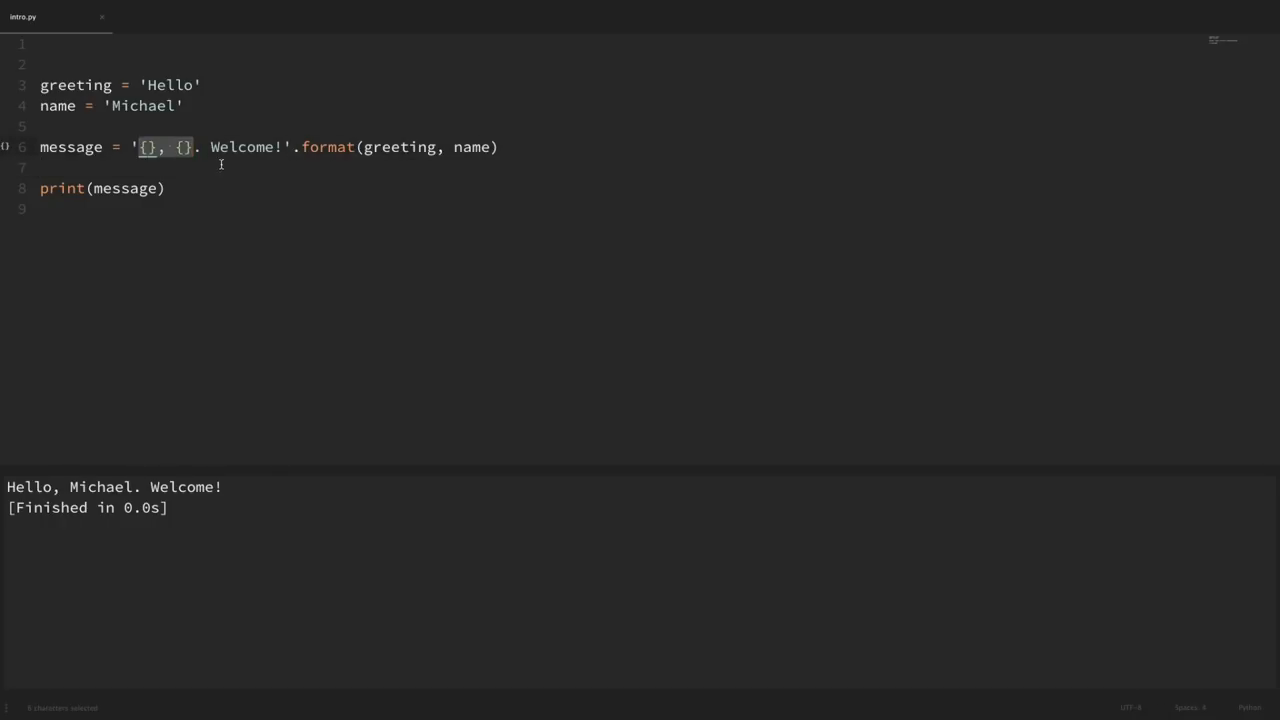 intro.py ×
1
2
3 greeting = 'Hello'
4 name = 'Michael'
5
{} 6 message = '{}, {}. Welcome!'.format(greeting, name)
7
8 print(message)
9
Hello, Michael. Welcome!
[Finished in 0.0s]
6 characters selected UTF-8 Spaces: 4 Python